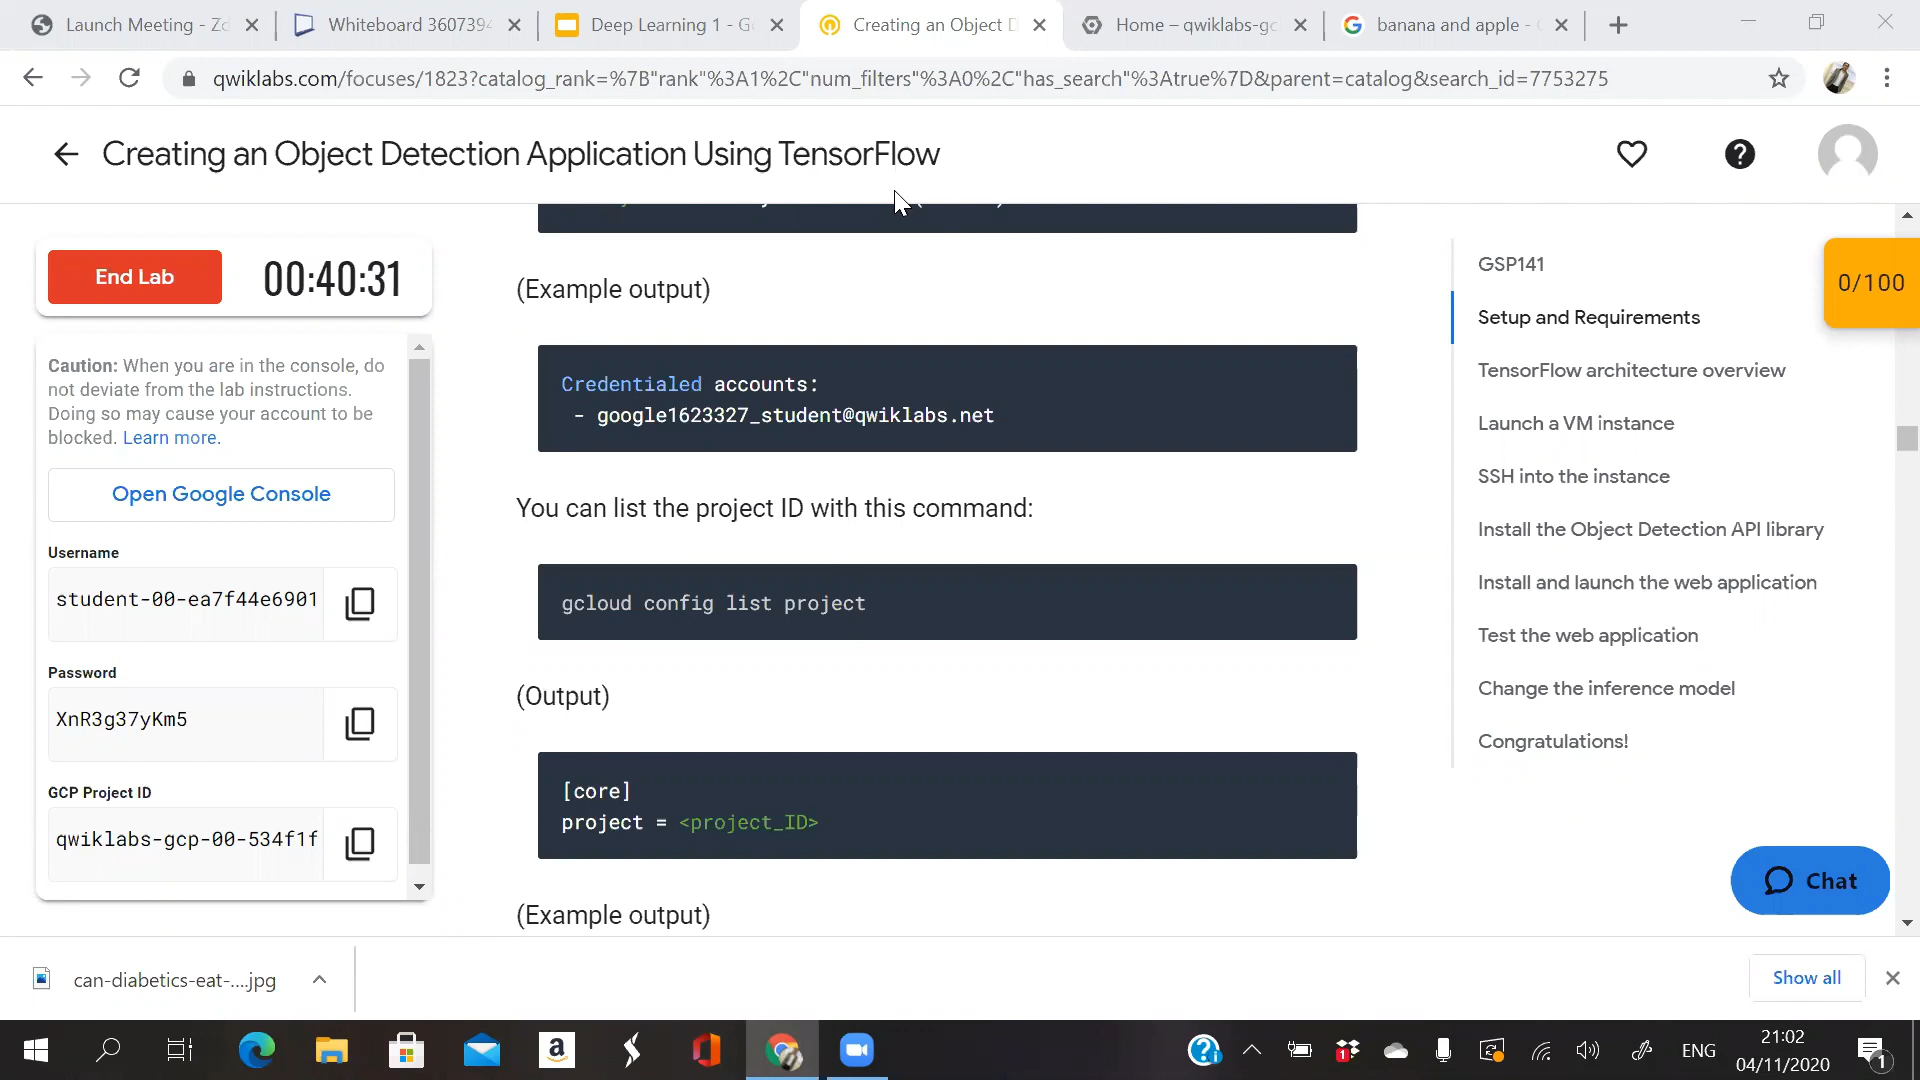 Launch Meeting - Zo
Whiteboard 3607394
Deep Learning 1 - Go
Creating an Object D
Home – qwiklabs-gc
banana and apple - G
qwiklabs.com/focuses/1823?catalog_rank=%7B"rank"%3A1%2C"num_filters"%3A0%2C"has_search"%3Atrue%7D&parent=catalog&search_id=7753275
Creating an Object Detection Application Using TensorFlow
End Lab
00:40:31
Caution: When you are in the console, do
not deviate from the lab instructions.
Doing so may cause your account to be
blocked. Learn more.
Open Google Console
Username
student-00-ea7f44e6901
Password
XnR3g37yKm5
GCP Project ID
qwiklabs-gcp-00-534f1f
(Example output)
Credentialed accounts:
- google1623327_student@qwiklabs.net
You can list the project ID with this command:
gcloud config list project
(Output)
[core]
project = <project_ID>
(Example output)
GSP141
Setup and Requirements
TensorFlow architecture overview
Launch a VM instance
SSH into the instance
Install the Object Detection API library
Install and launch the web application
Test the web application
Change the inference model
Congratulations!
0/100
Chat
can-diabetics-eat-....jpg
Show all
ENG
21:02
04/11/2020
1
1